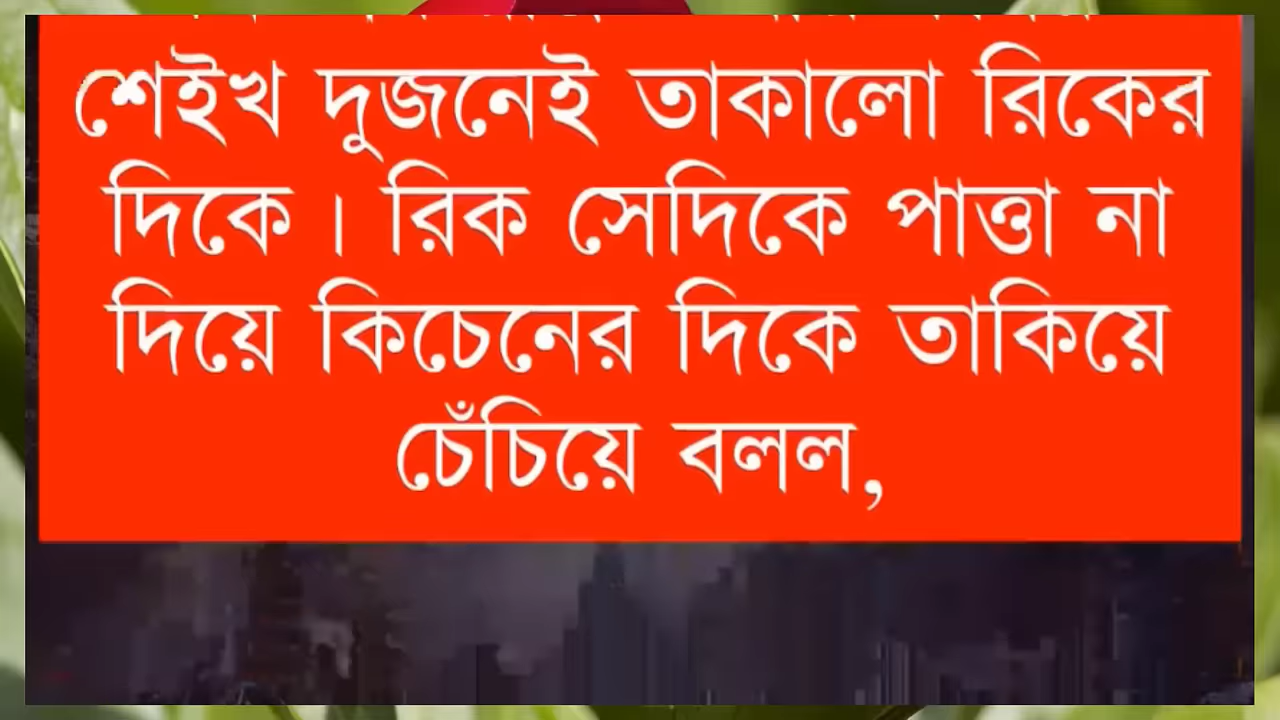 শেইখ দুজনেই তাকালো রিকের
দিকে। রিক সেদিকে পাত্তা না
দিয়ে কিচেনের দিকে তাকিয়ে
চেঁচিয়ে বলল,